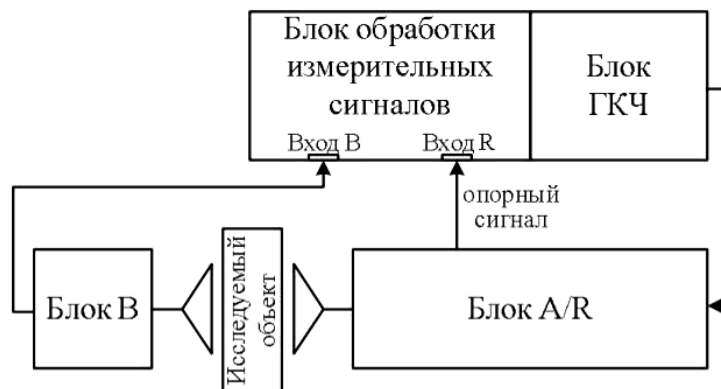 Блок обработки
измерительных
сигналов
Блок
ГКЧ
Вход B
Вход R
опорный
сигнал
Блок B
Исследуемый
объект
Блок A/R